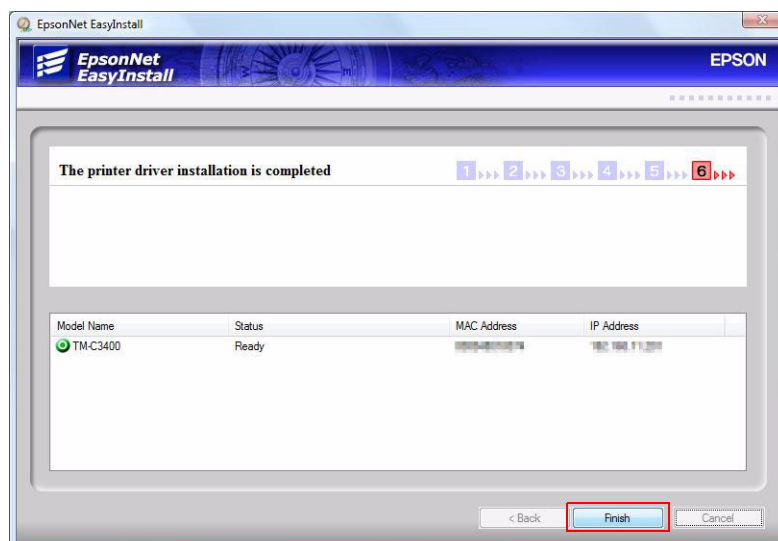 EpsonNet EasyInstall
EpsonNet
EasyInstall
EPSON
The printer driver installation is completed
1 2 3 4 5 6
Model Name Status MAC Address IP Address
TM-C3400 Ready
< Back Finish Cancel